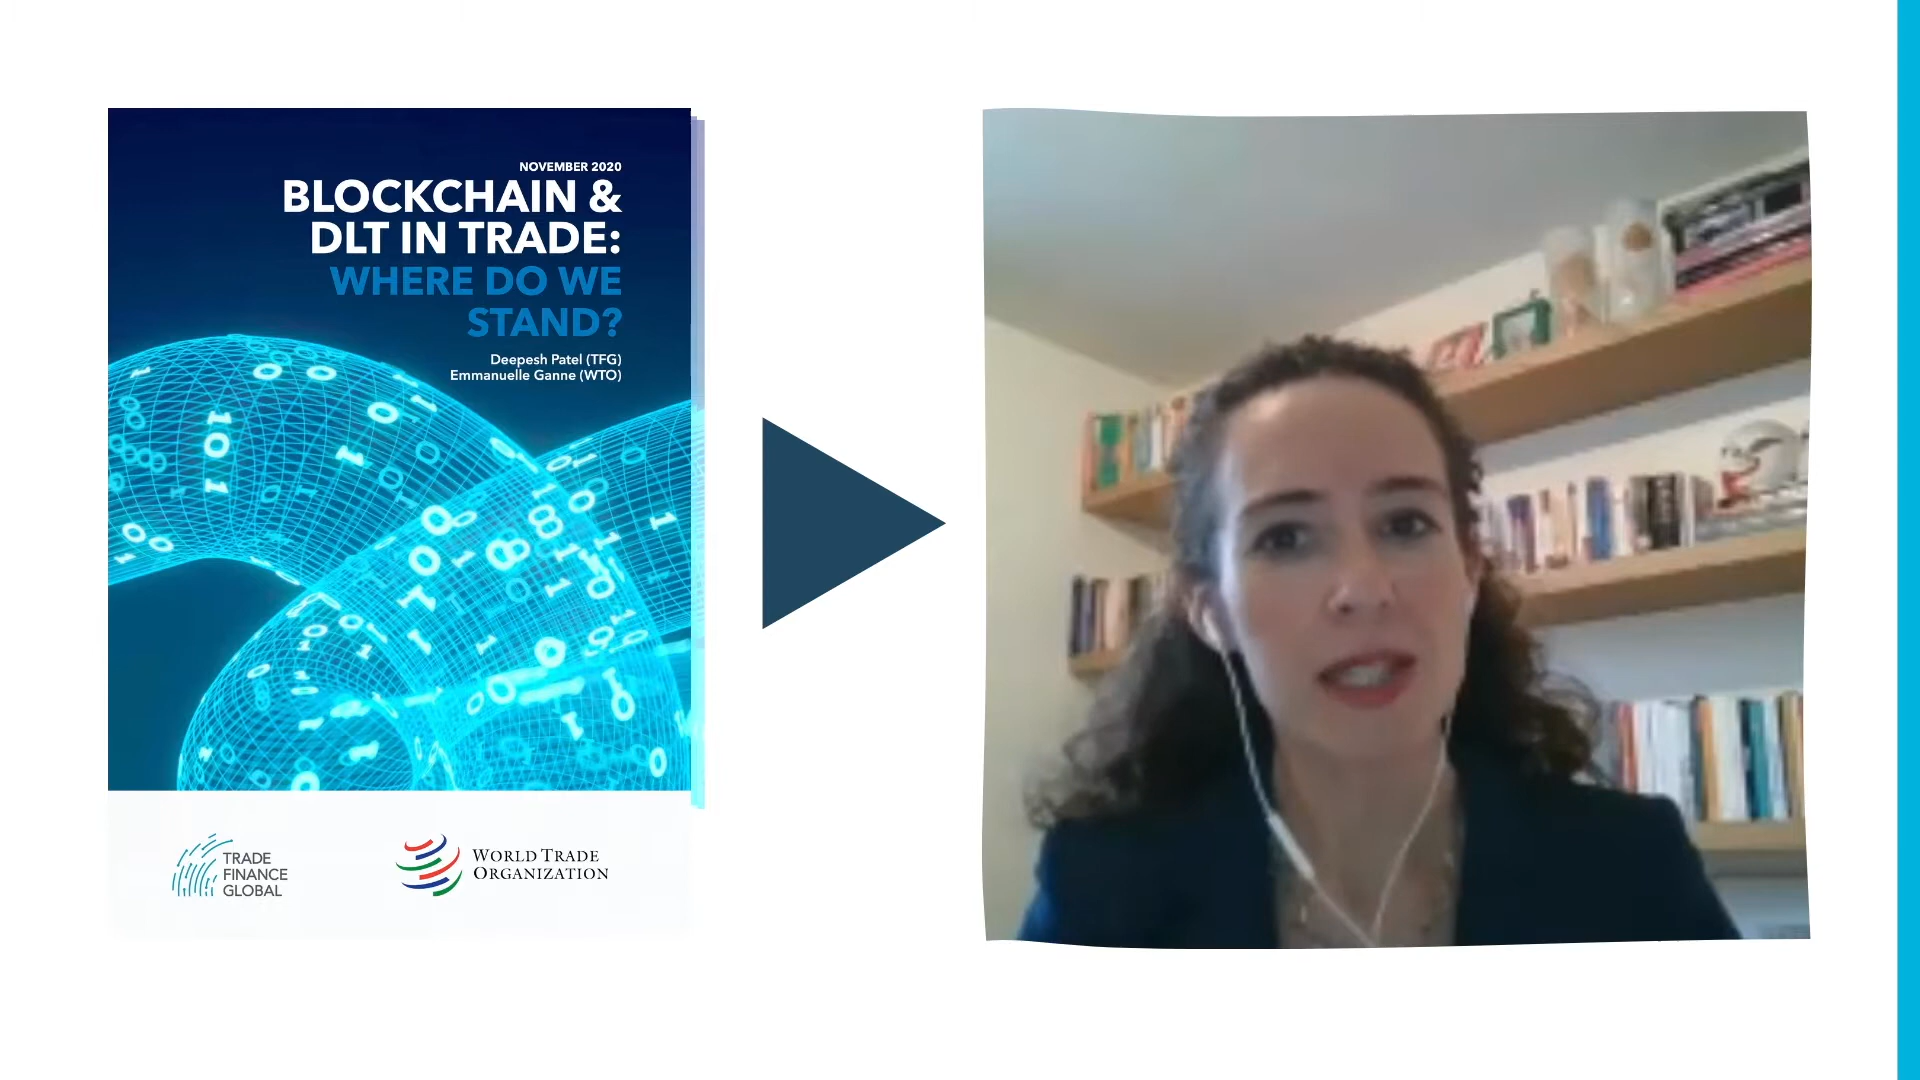 NOVEMBER 2020
BLOCKCHAIN &
DLT IN TRADE:
WHERE DO WE
STAND?
Deepesh Patel (TFG)
Emmanuelle Ganne (WTO)
TRADE
FINANCE
GLOBAL
WORLD TRADE
ORGANIZATION